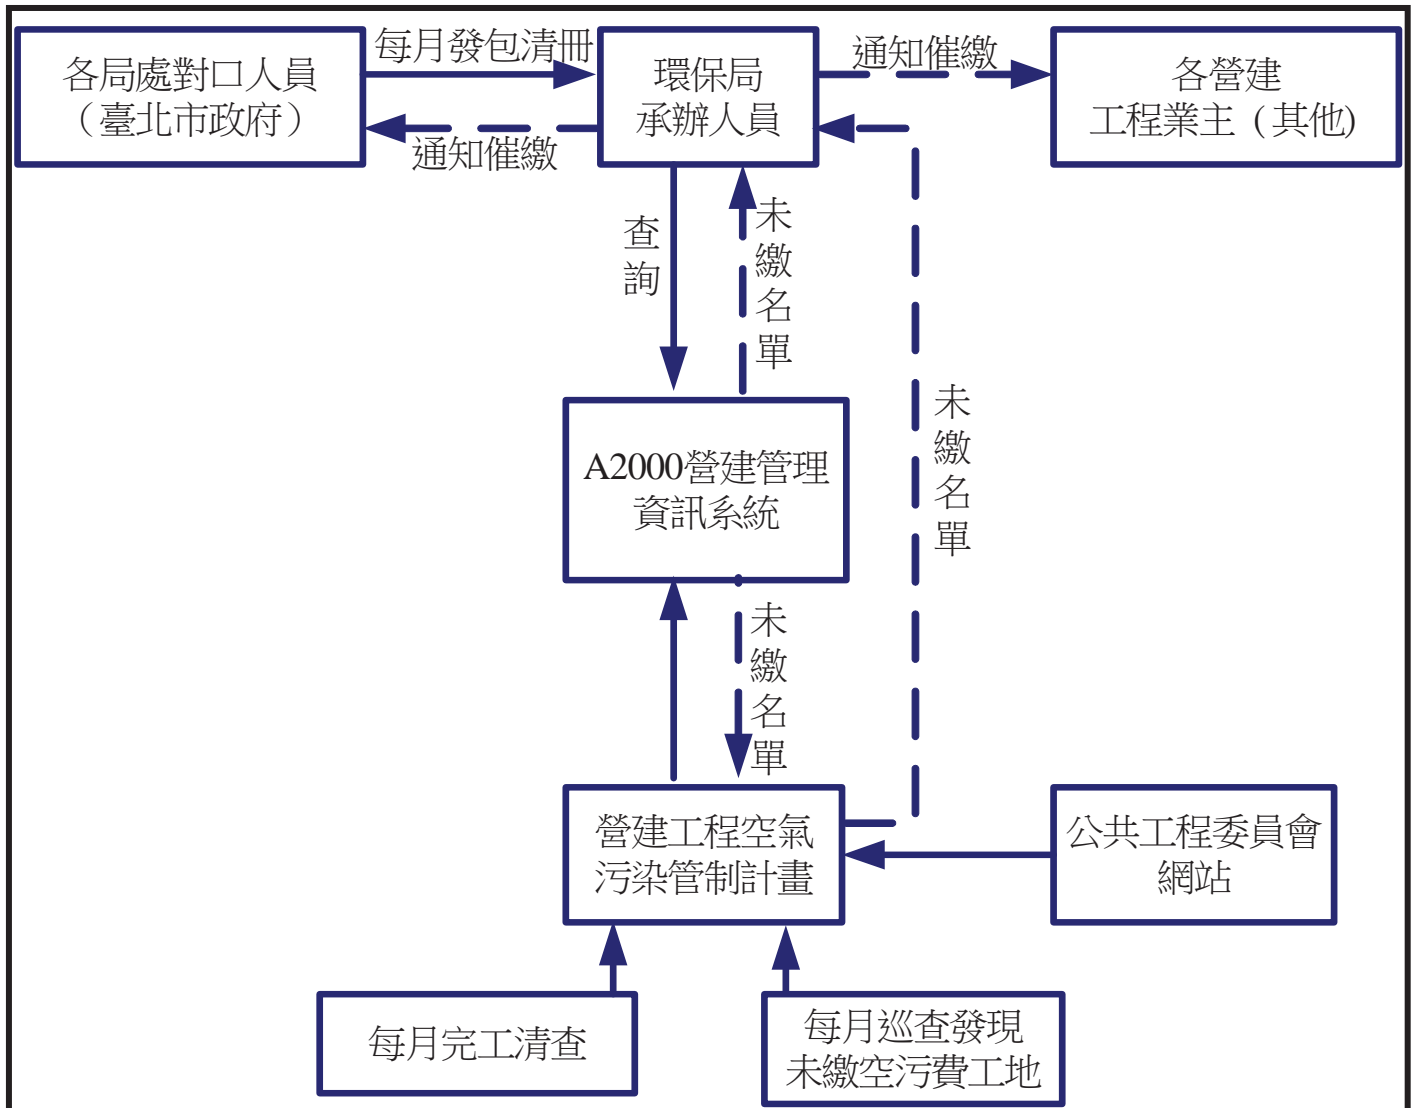 各局處對口人員
（臺北市政府）
每月發包清冊
通知催繳
環保局
承辦人員
通知催繳
各營建
工程業主（其他)
查詢
未繳名單
未繳名單
A2000營建管理
資訊系統
未繳名單
營建工程空氣
污染管制計畫
公共工程委員會
網站
每月完工清查
每月巡查發現
未繳空污費工地